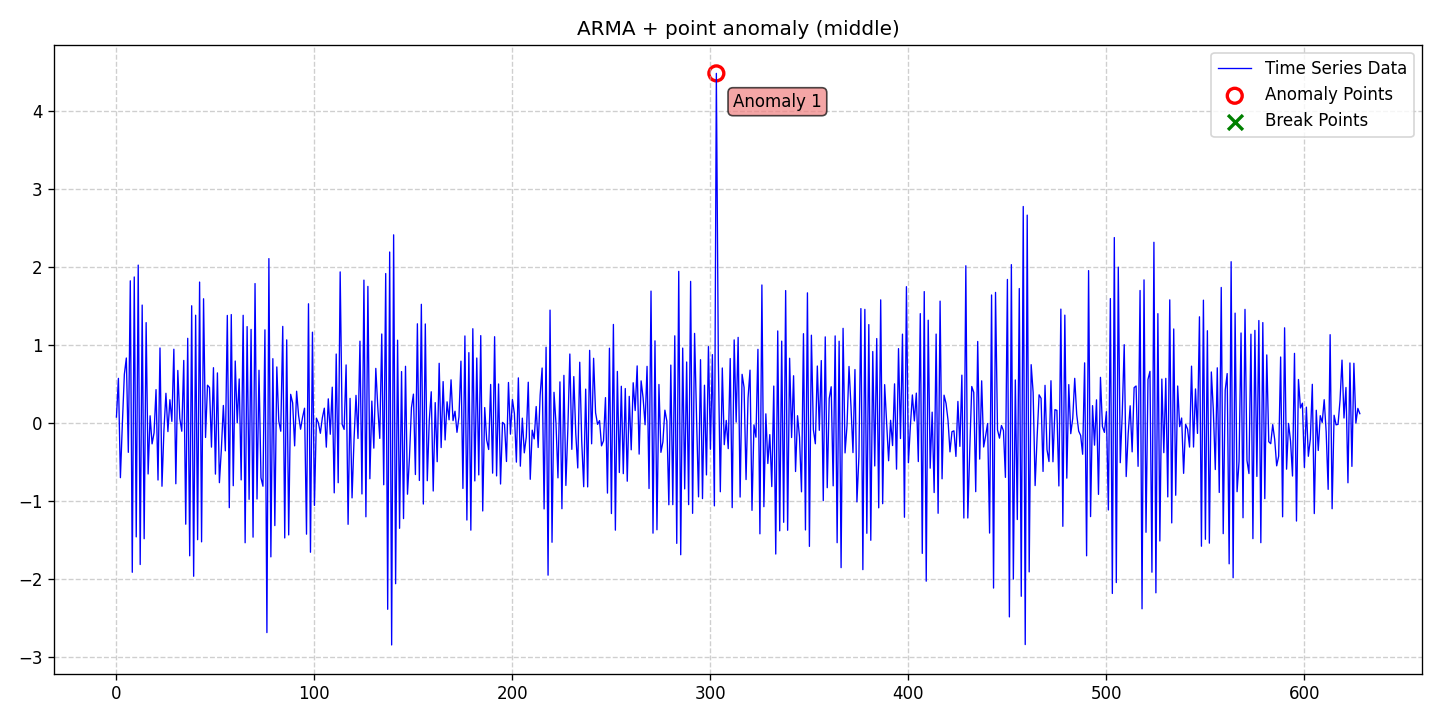 ARMA + point anomaly (middle)
Time Series Data
Anomaly Points
Break Points
Anomaly 1
4
3
2
1
0
−1
−2
−3
0 100 200 300 400 500 600